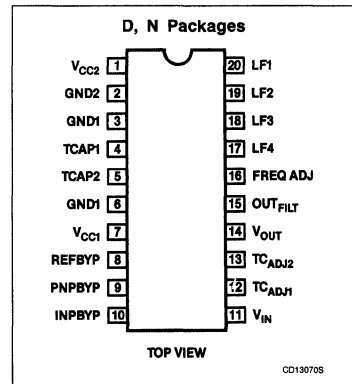 D, N Packages
VCC2 1 20 LF1
GND2 2 19 LF2
GND1 3 18 LF3
TCAP1 4 17 LF4
TCAP2 5 16 FREQ ADJ
GND1 6 15 OUTFILT
VCC1 7 14 VOUT
REFBYP 8 13 TCADJ2
PNPBYP 9 12 TCADJ1
INPBYP 10 11 VIN
TOP VIEW
CD13070S